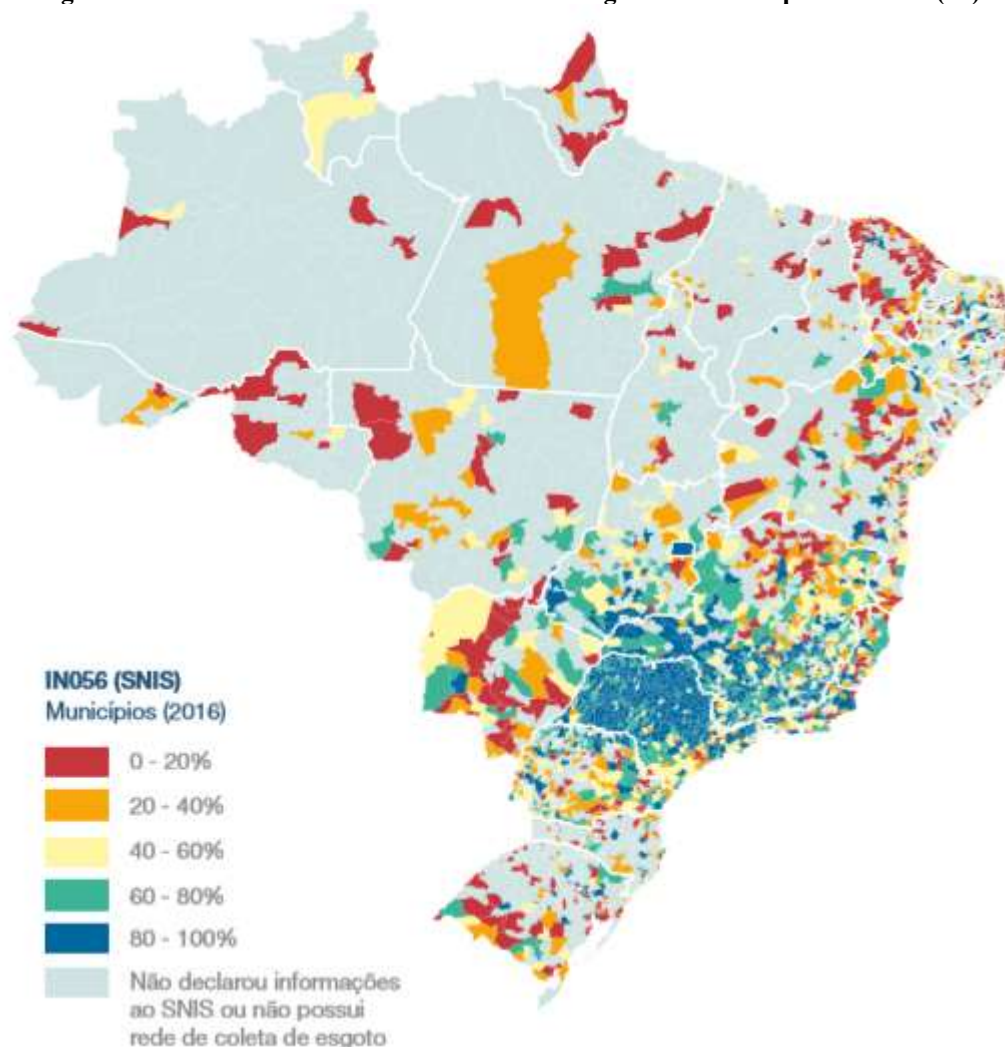 IN056 (SNIS)
Municípios (2016)
0 - 20%
20 - 40%
40 - 60%
60 - 80%
80 - 100%
Não declarou informações
ao SNIS ou não possui
rede de coleta de esgoto